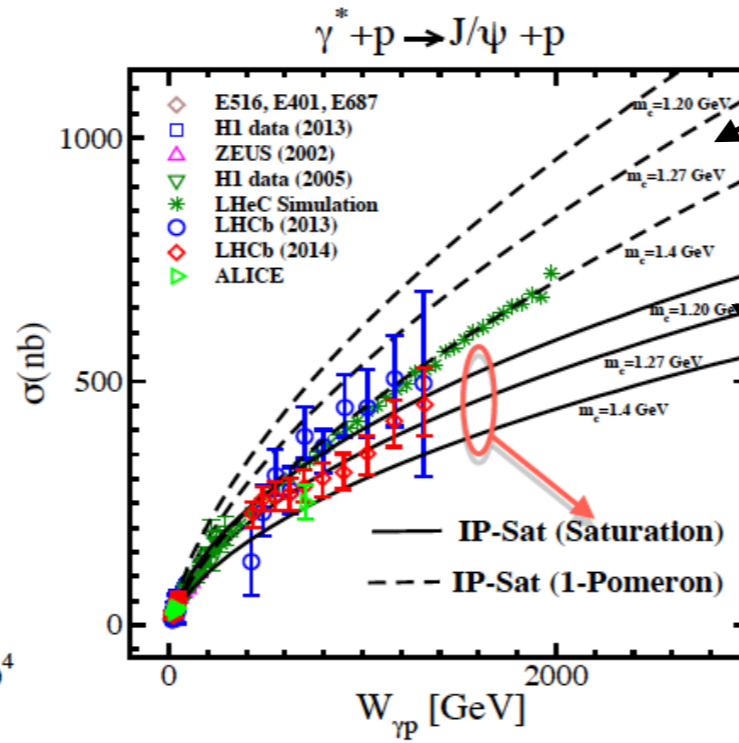 γ* + p → J/ψ + p
E516, E401, E687
H1 data (2013)
ZEUS (2002)
H1 data (2005)
LHeC Simulation
LHCb (2013)
LHCb (2014)
ALICE
m_c=1.20 GeV
m_c=1.27 GeV
m_c=1.4 GeV
m_c=1.20 Ge
m_c=1.27 GeV
m_c=1.4 GeV
IP-Sat (Saturation)
IP-Sat (1-Pomeron)
σ(nb)
1000
500
0
0
2000
W_γp [GeV]
4